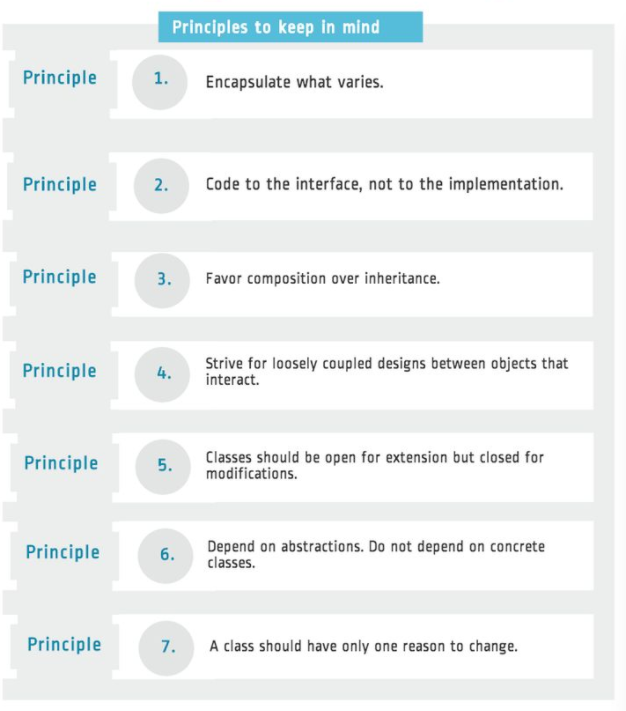 Principles to keep in mind
Principle 1. Encapsulate what varies.
Principle 2. Code to the interface, not to the implementation.
Principle 3. Favor composition over inheritance.
Principle 4. Strive for loosely coupled designs between objects that
interact.
Principle 5. Classes should be open for extension but closed for
modifications.
Principle 6. Depend on abstractions. Do not depend on concrete
classes.
Principle 7. A class should have only one reason to change.